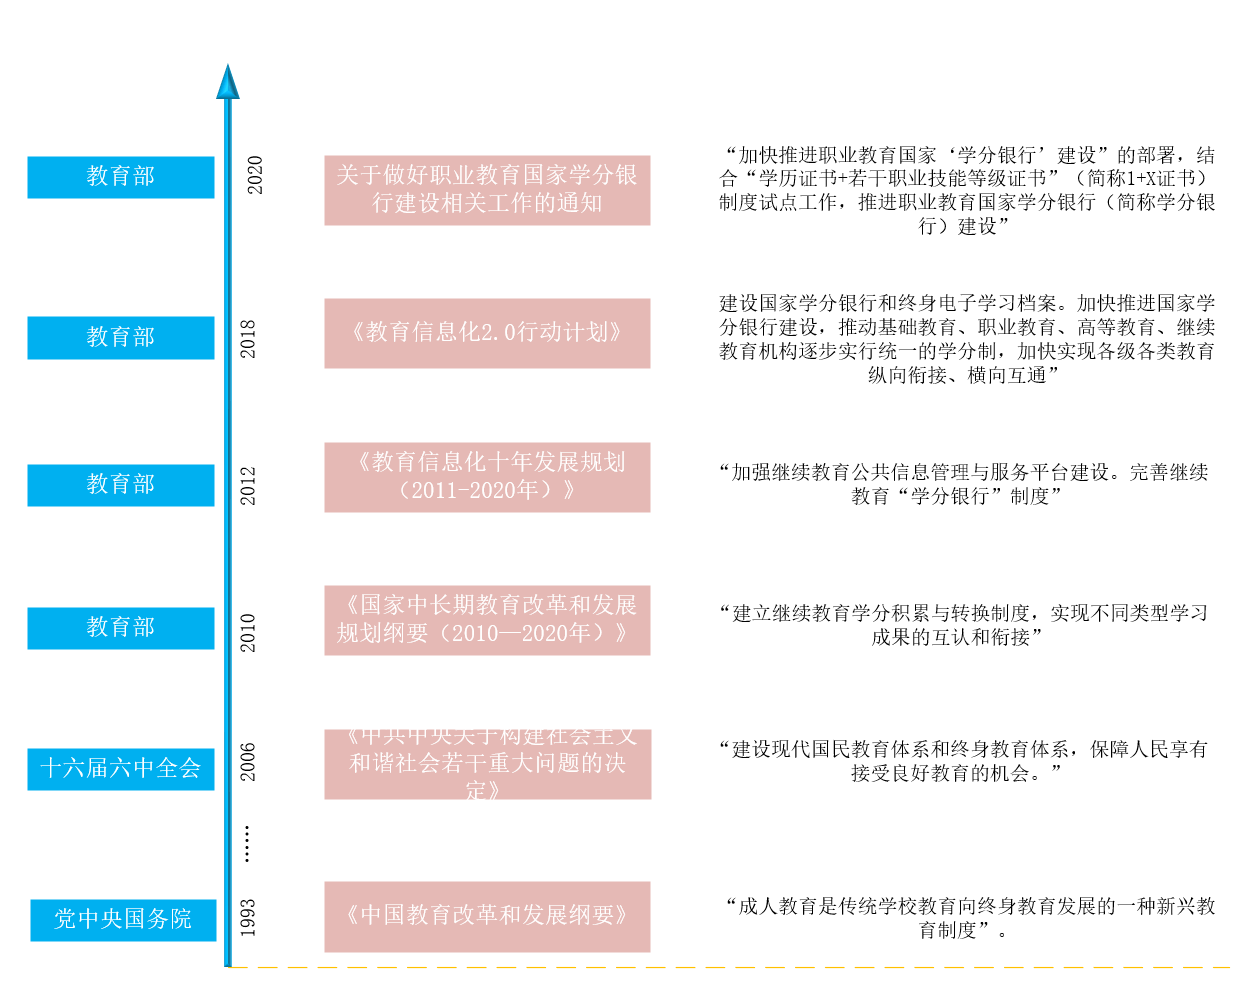 教育部
2020
关于做好职业教育国家学分银
行建设相关工作的通知
“加快推进职业教育国家‘学分银行’建设”的部署，结
合“学历证书+若干职业技能等级证书”（简称1+X证书）
制度试点工作，推进职业教育国家学分银行（简称学分银
行）建设”
教育部
2018
《教育信息化2.0行动计划》
建设国家学分银行和终身电子学习档案。加快推进国家学
分银行建设，推动基础教育、职业教育、高等教育、继续
教育机构逐步实行统一的学分制，加快实现各级各类教育
纵向衔接、横向互通”
教育部
2012
《教育信息化十年发展规划
（2011-2020年）》
“加强继续教育公共信息管理与服务平台建设。完善继续
教育“学分银行”制度”
教育部
2010
《国家中长期教育改革和发展
规划纲要（2010—2020年）》
“建立继续教育学分积累与转换制度，实现不同类型学习
成果的互认和衔接”
十六届六中全会
2006
《中共中央关于构建社会主义
和谐社会若干重大问题的决
定》
“建设现代国民教育体系和终身教育体系，保障人民享有
接受良好教育的机会。”
……
党中央国务院
1993
《中国教育改革和发展纲要》
“成人教育是传统学校教育向终身教育发展的一种新兴教
育制度”。